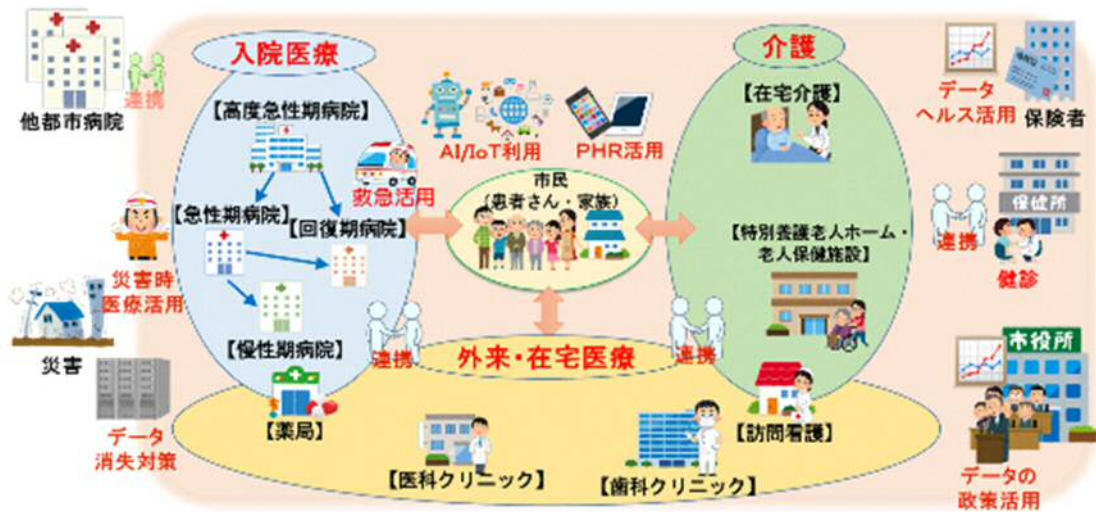 入院医療
介護
【高度急性期病院】
【急性期病院】
【回復期病院】
【慢性期病院】
救急活用
AI/IoT利用
PHR活用
市民
(患者さん・家族)
【在宅介護】
【特別養護老人ホーム・
老人保健施設】
連携
他都市病院
災害時
医療活用
災害
データ
消失対策
連携
外来・在宅医療
連携
【薬局】
【医科クリニック】
【歯科クリニック】
【訪問看護】
データ
ヘルス活用
保険者
保健所
連携
健診
市役所
データの
政策活用